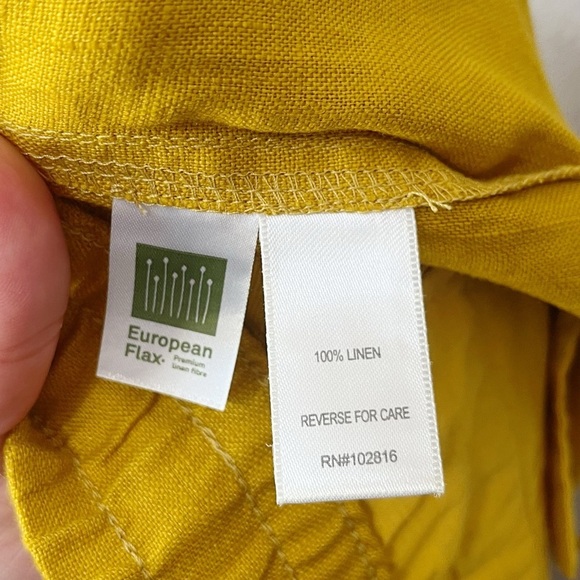 European
Flax.
Premium
linen fibre
100% LINEN
REVERSE FOR CARE
RN#102816